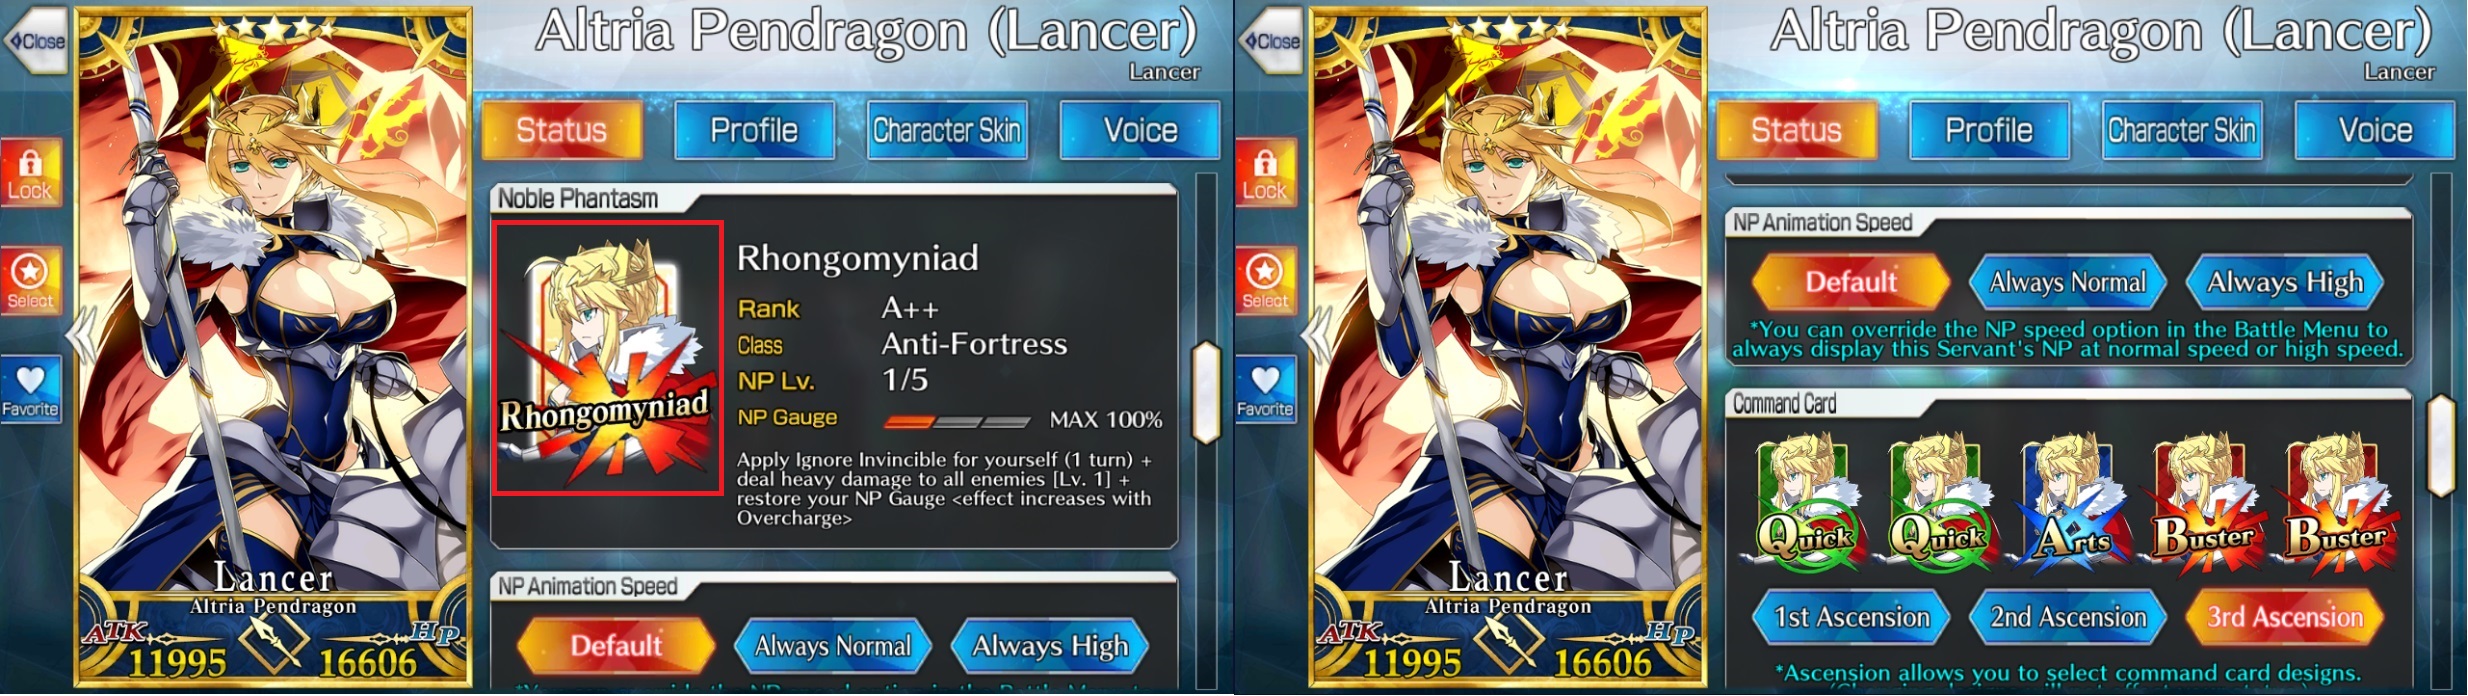 Close
Altria Pendragon (Lancer)
Lancer
Status
Profile
Character Skin
Voice
Lock
Select
Favorite
Noble Phantasm
Rhongomyniad
Rhongomyniad
Rank A++
Class Anti-Fortress
NP Lv. 1/5
NP Gauge MAX 100%
Apply Ignore Invincible for yourself (1 turn) +
deal heavy damage to all enemies [Lv. 1] +
restore your NP Gauge <effect increases with
Overcharge>
NP Animation Speed
Default
Always Normal
Always High
Lancer
Altria Pendragon
ATK
11995
HP
16606
Close
Altria Pendragon (Lancer)
Lancer
Status
Profile
Character Skin
Voice
Lock
Select
Favorite
NP Animation Speed
Default
Always Normal
Always High
*You can override the NP speed option in the Battle Menu to
always display this Servant's NP at normal speed or high speed.
Command Card
Quick
Quick
Arts
Buster
Buster
1st Ascension
2nd Ascension
3rd Ascension
*Ascension allows you to select command card designs.
Lancer
Altria Pendragon
ATK
11995
HP
16606